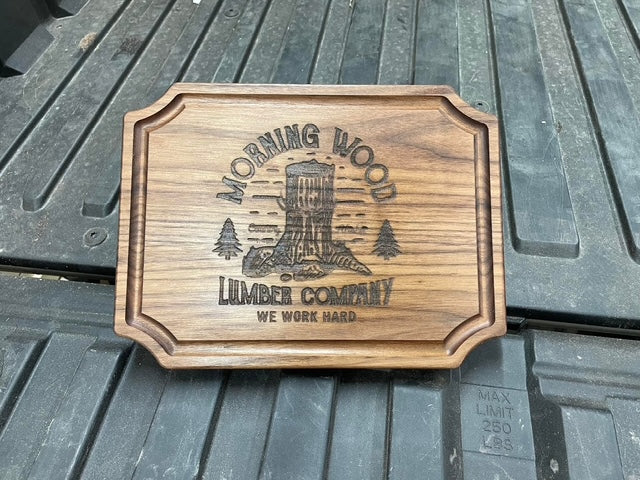 MORNING WOOD
LUMBER COMPANY
WE WORK HARD
MAX
LIMIT
250
LBS